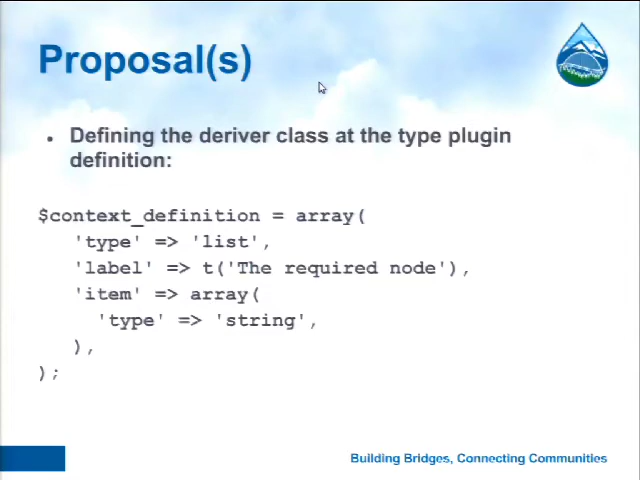 Proposal(s)
• Defining the deriver class at the type plugin
definition:
$context_definition = array(
'type' => 'list',
'label' => t('The required node'),
'item' => array(
'type' => 'string',
),
);
Building Bridges, Connecting Communities